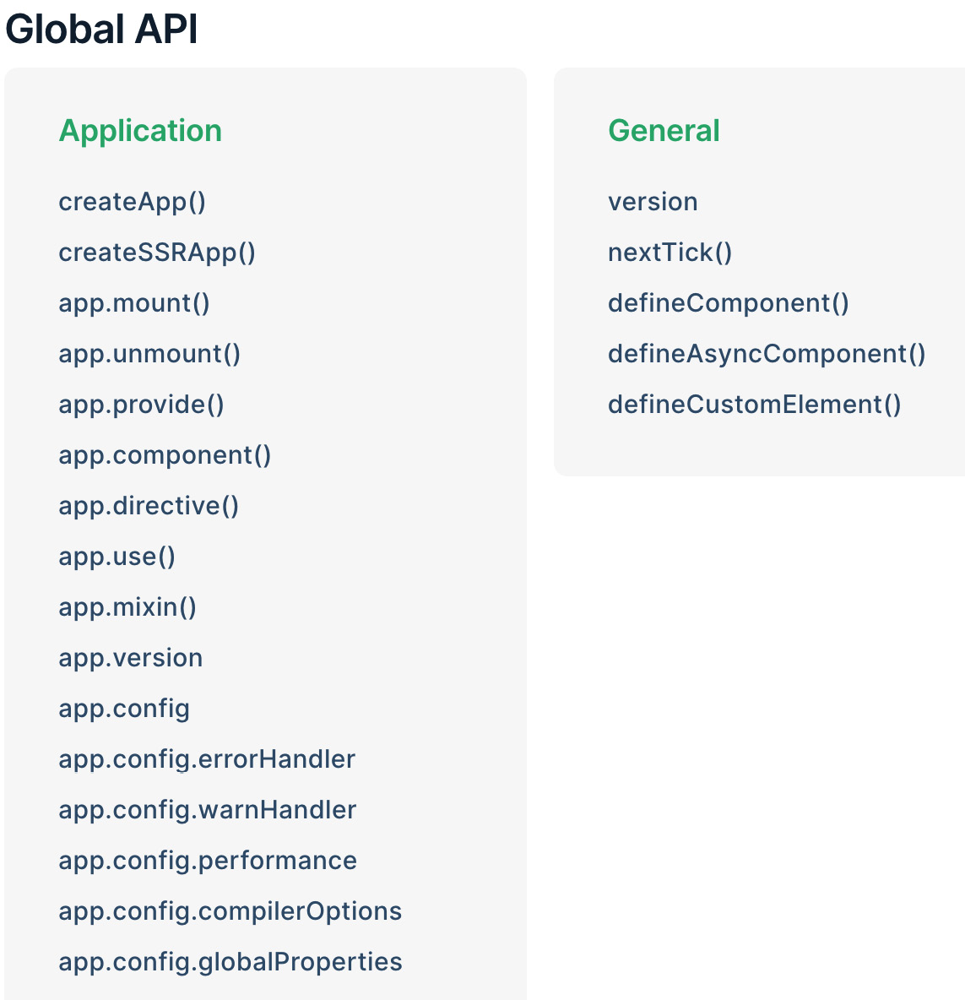 Global API
Application
createApp()
createSSRApp()
app.mount()
app.unmount()
app.provide()
app.component()
app.directive()
app.use()
app.mixin()
app.version
app.config
app.config.errorHandler
app.config.warnHandler
app.config.performance
app.config.compilerOptions
app.config.globalProperties
General
version
nextTick()
defineComponent()
defineAsyncComponent()
defineCustomElement()